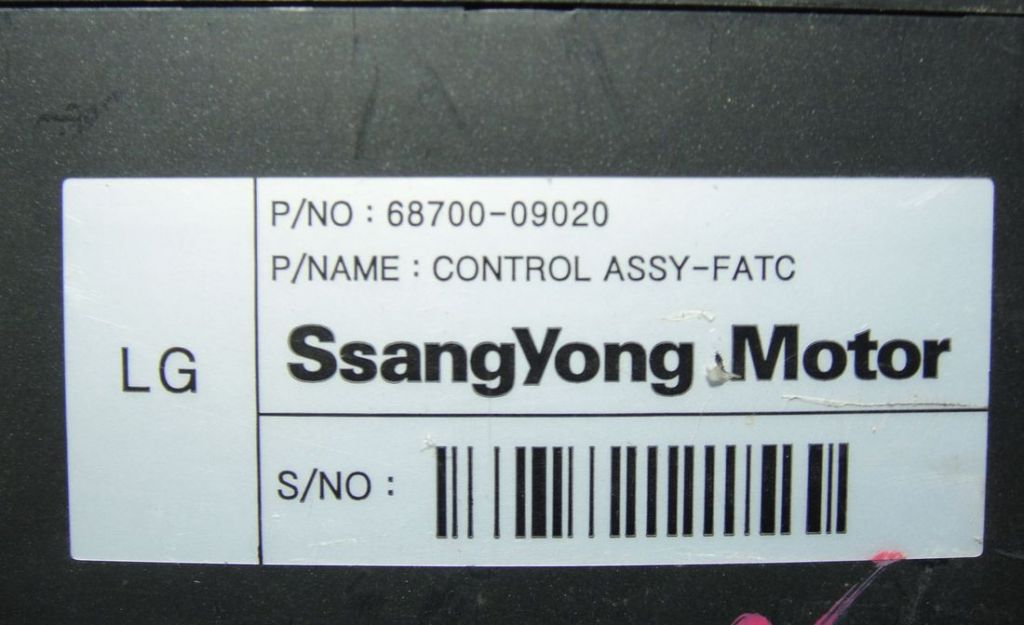 LG
P/NO : 68700-09020
P/NAME : CONTROL ASSY-FATC
SsangYong Motor
S/NO :